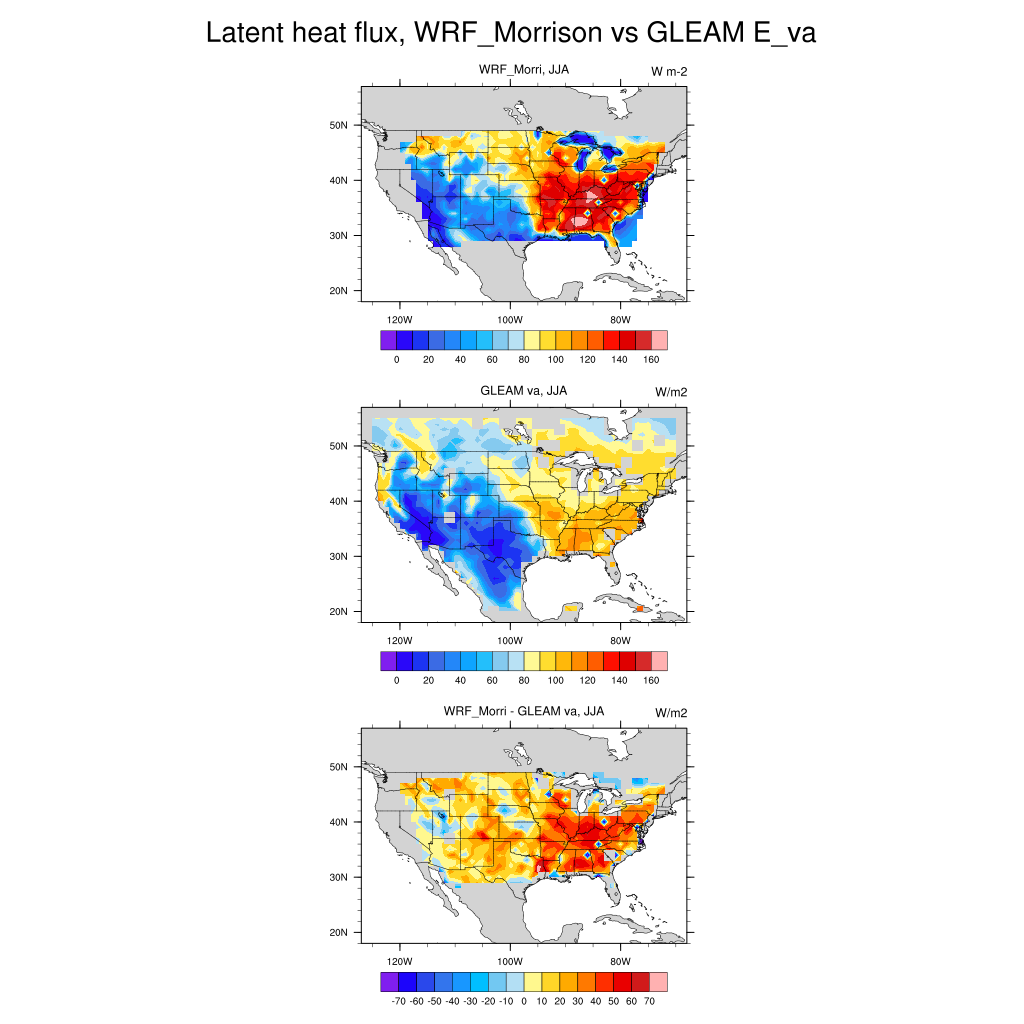 Latent heat flux, WRF_Morrison vs GLEAM E_va
WRF_Morri, JJA W m-2
50N
40N
30N
20N
120W 100W 80W
0 20 40 60 80 100 120 140 160
GLEAM va, JJA W/m2
50N
40N
30N
20N
120W 100W 80W
0 20 40 60 80 100 120 140 160
WRF_Morri - GLEAM va, JJA W/m2
50N
40N
30N
20N
120W 100W 80W
-70 -60 -50 -40 -30 -20 -10 0 10 20 30 40 50 60 70